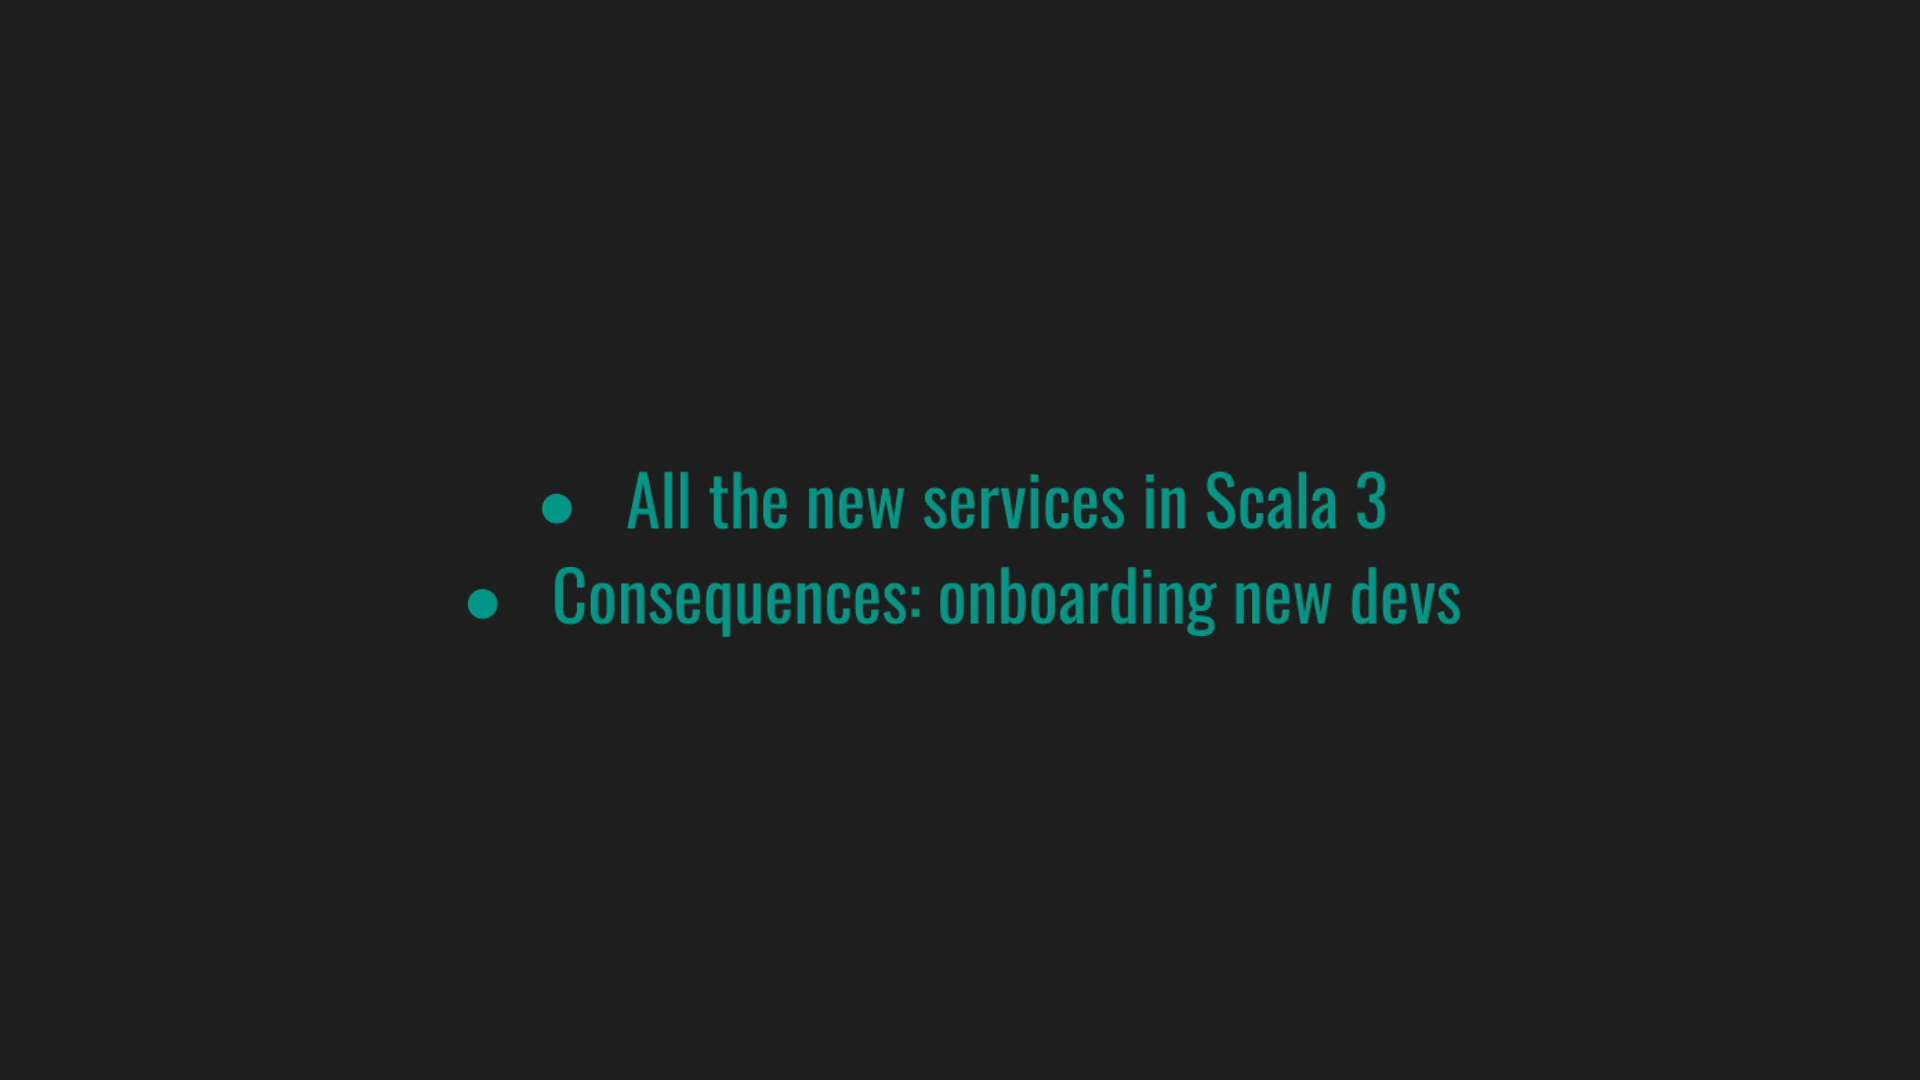 ● All the new services in Scala 3
● Consequences: onboarding new devs